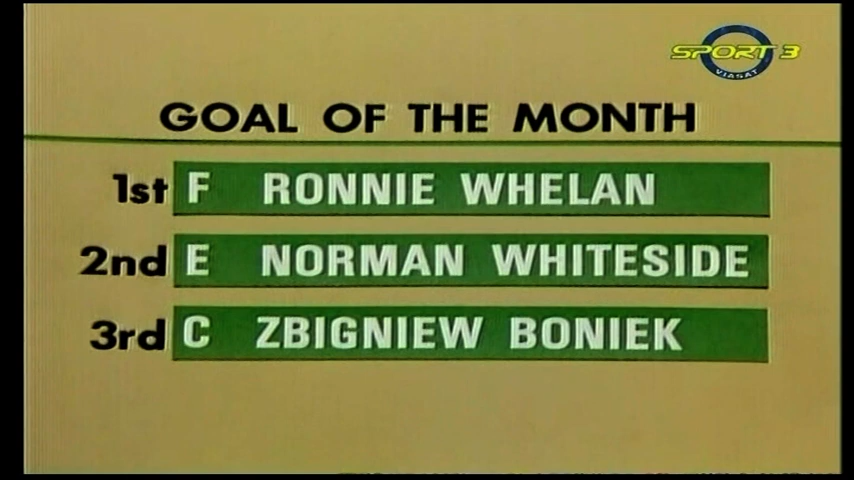 SPORT 3
VIASAT
GOAL OF THE MONTH
1st F RONNIE WHELAN
2nd E NORMAN WHITESIDE
3rd C ZBIGNIEW BONIEK